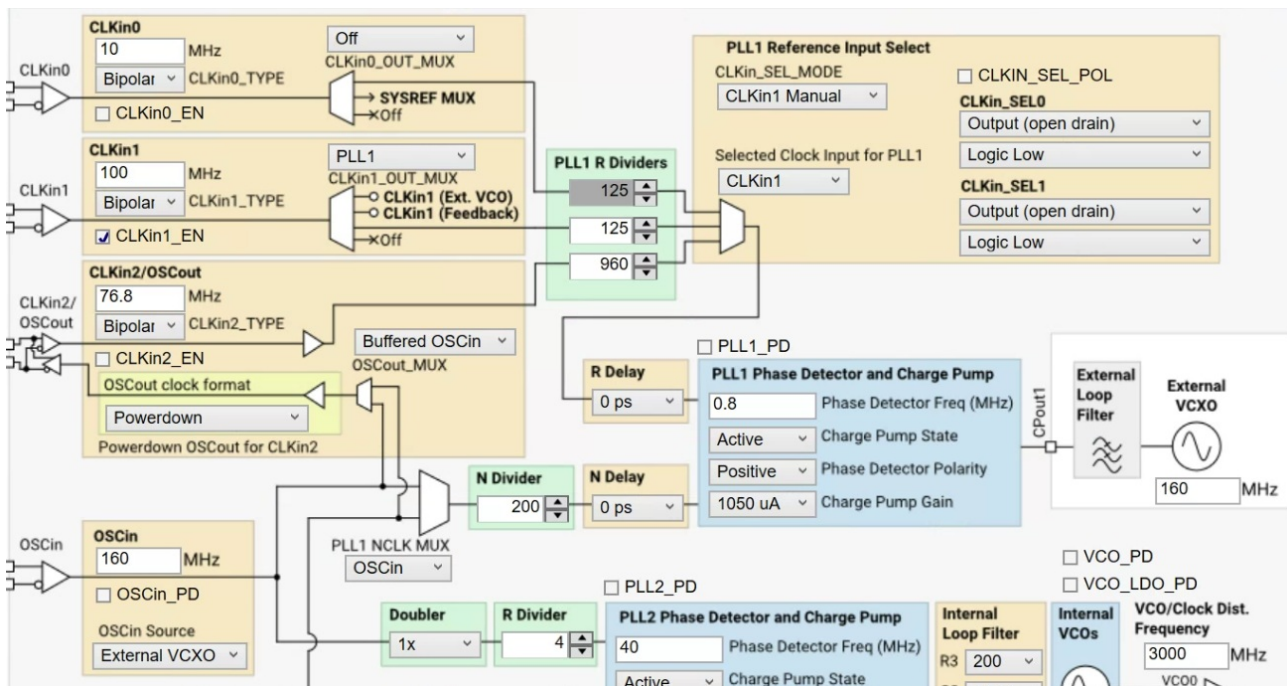 CLKin0
10 MHz
Off
CLKin0_OUT_MUX
CLKin0
Bipolar CLKin0_TYPE
SYSREF MUX
CLKin0_EN
Off
CLKin1
100 MHz
PLL1
CLKin1_OUT_MUX
CLKin1
Bipolar CLKin1_TYPE
CLKin1 (Ext. VCO)
CLKin1 (Feedback)
CLKin1_EN
Off
CLKin2/OSCout
76.8 MHz
CLKin2/
OSCout
Bipolar CLKin2_TYPE
CLKin2_EN
Buffered OSCin
OSCout_MUX
OSCout clock format
Powerdown
Powerdown OSCout for CLKin2
PLL1 R Dividers
125
125
960
PLL1 Reference Input Select
CLKin_SEL_MODE
CLKin1 Manual
Selected Clock Input for PLL1
CLKin1
CLKIN_SEL_POL
CLKin_SEL0
Output (open drain)
Logic Low
CLKin_SEL1
Output (open drain)
Logic Low
PLL1_PD
R Delay
0 ps
PLL1 Phase Detector and Charge Pump
0.8 Phase Detector Freq (MHz)
Active Charge Pump State
Positive Phase Detector Polarity
1050 uA Charge Pump Gain
CPout1
External
Loop
Filter
External
VCXO
160 MHz
N Divider
200
N Delay
0 ps
PLL1 NCLK MUX
OSCin
OSCin
OSCin
160 MHz
OSCin_PD
OSCin Source
External VCXO
Doubler
1x
R Divider
4
PLL2_PD
PLL2 Phase Detector and Charge Pump
40 Phase Detector Freq (MHz)
Active Charge Pump State
Internal
Loop Filter
R3 200
VCO_PD
VCO_LDO_PD
Internal
VCOs
VCO/Clock Dist.
Frequency
3000 MHz
VCO0